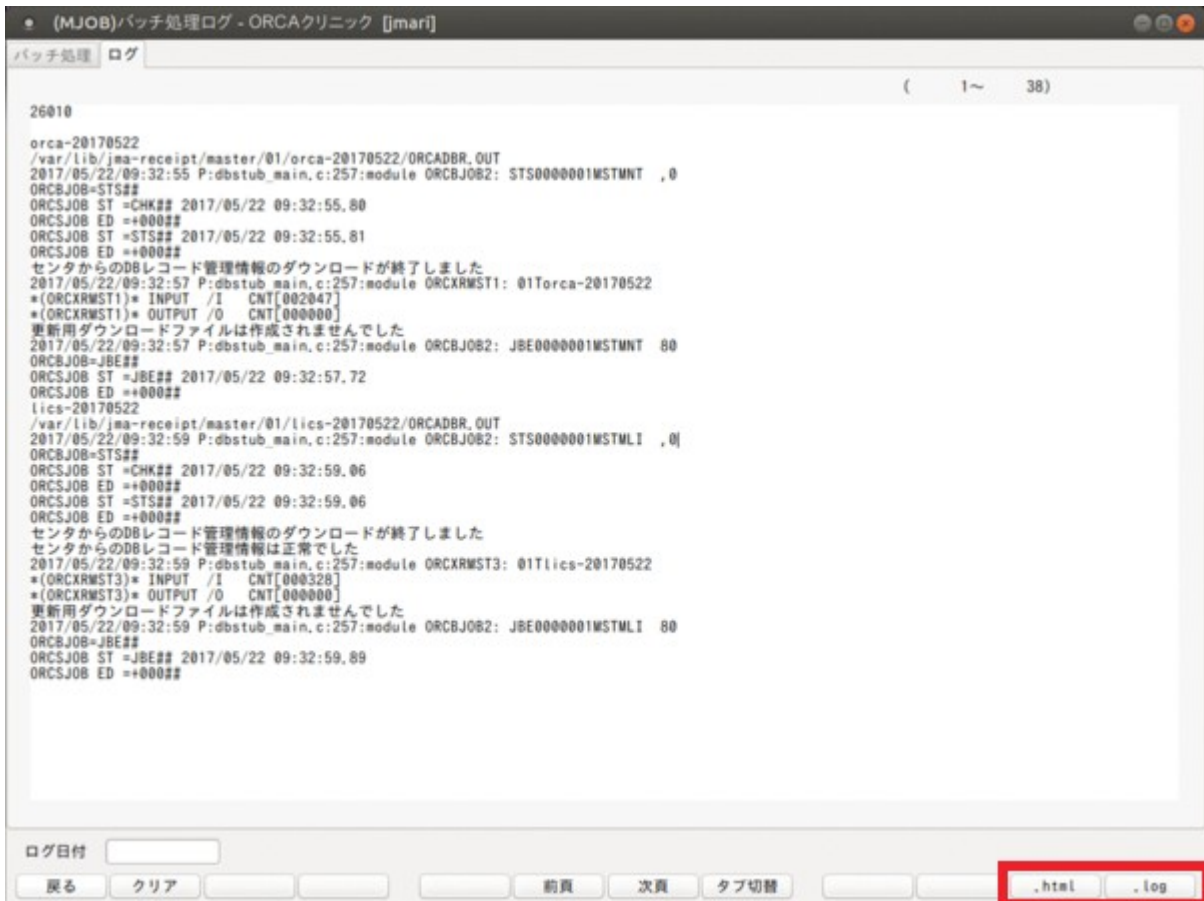 (MJOB)バッチ処理ログ - ORCAクリニック [jmari]
バッチ処理 ログ
( 1~ 38)
26010
orca-20170522
/var/lib/jma-receipt/master/01/orca-20170522/ORCADBR.OUT
2017/05/22/09:32:55 P:dbstub_main.c:257:module ORCBJOB2: STS0000001MSTMNT ,0
ORCBJOB=STS##
ORCSJOB ST =CHK## 2017/05/22 09:32:55.80
ORCSJOB ED =+000##
ORCSJOB ST =STS## 2017/05/22 09:32:55.81
ORCSJOB ED =+000##
センタからのDBレコード管理情報のダウンロードが終了しました
2017/05/22/09:32:57 P:dbstub_main.c:257:module ORCXRMST1: 01Torca-20170522
*(ORCXRMST1)* INPUT /I CNT[002047]
*(ORCXRMST1)* OUTPUT /O CNT[000000]
更新用ダウンロードファイルは作成されませんでした
2017/05/22/09:32:57 P:dbstub_main.c:257:module ORCBJOB2: JBE0000001MSTMNT 80
ORCBJOB=JBE##
ORCSJOB ST =JBE## 2017/05/22 09:32:57.72
ORCSJOB ED =+000##
lics-20170522
/var/lib/jma-receipt/master/01/lics-20170522/ORCADBR.OUT
2017/05/22/09:32:59 P:dbstub_main.c:257:module ORCBJOB2: STS0000001MSTMLI ,0
ORCBJOB=STS##
ORCSJOB ST =CHK## 2017/05/22 09:32:59.06
ORCSJOB ED =+000##
ORCSJOB ST =STS## 2017/05/22 09:32:59.06
ORCSJOB ED =+000##
センタからのDBレコード管理情報のダウンロードが終了しました
センタからのDBレコード管理情報は正常でした
2017/05/22/09:32:59 P:dbstub_main.c:257:module ORCXRMST3: 01Tlics-20170522
*(ORCXRMST3)* INPUT /I CNT[000328]
*(ORCXRMST3)* OUTPUT /O CNT[000000]
更新用ダウンロードファイルは作成されませんでした
2017/05/22/09:32:59 P:dbstub_main.c:257:module ORCBJOB2: JBE0000001MSTMLI 80
ORCBJOB=JBE##
ORCSJOB ST =JBE## 2017/05/22 09:32:59.89
ORCSJOB ED =+000##
ログ日付
戻る クリア 前頁 次頁 タブ切替 .html .log